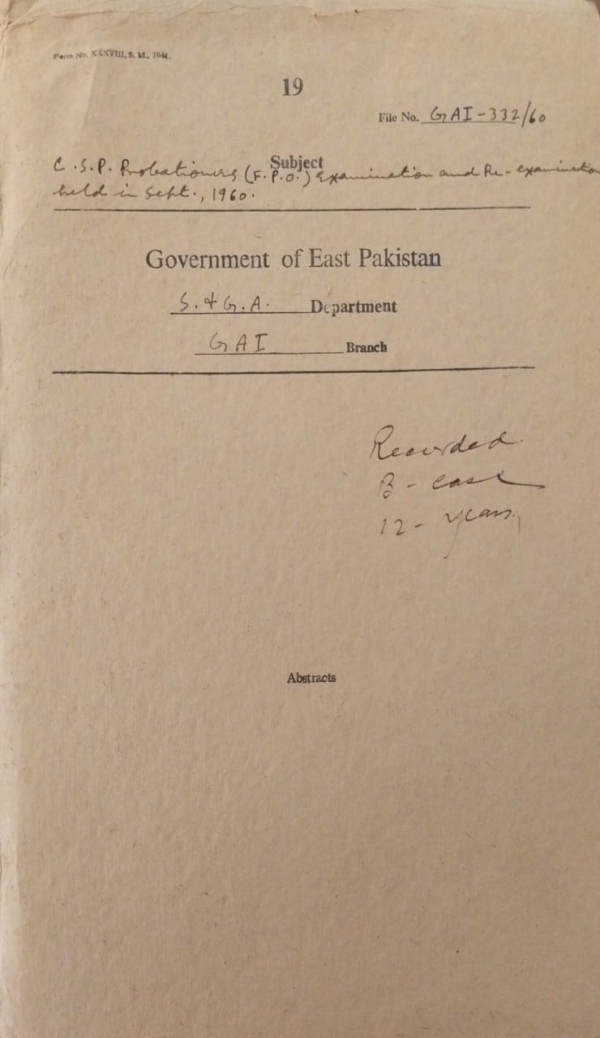 Form No. XXXVIII, S. M., 1944.
19
File No. GAI-332/60
Subject
C.S.P. Probationers (F.P.O.) Examination and Re-examination
held in Sept., 1960.
Government of East Pakistan
S. & G.A. Department
GAI Branch
Recorded
B - case
12 - years
Abstracts